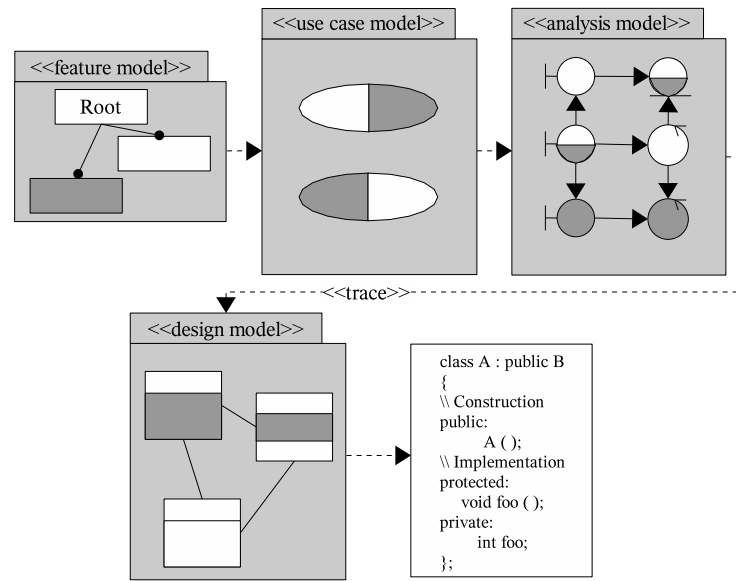 <<feature model>>
Root
<<use case model>>
<<analysis model>>
<<trace>>
<<design model>>
class A : public B
{
\\ Construction
public:
A ( );
\\ Implementation
protected:
void foo ( );
private:
int foo;
};